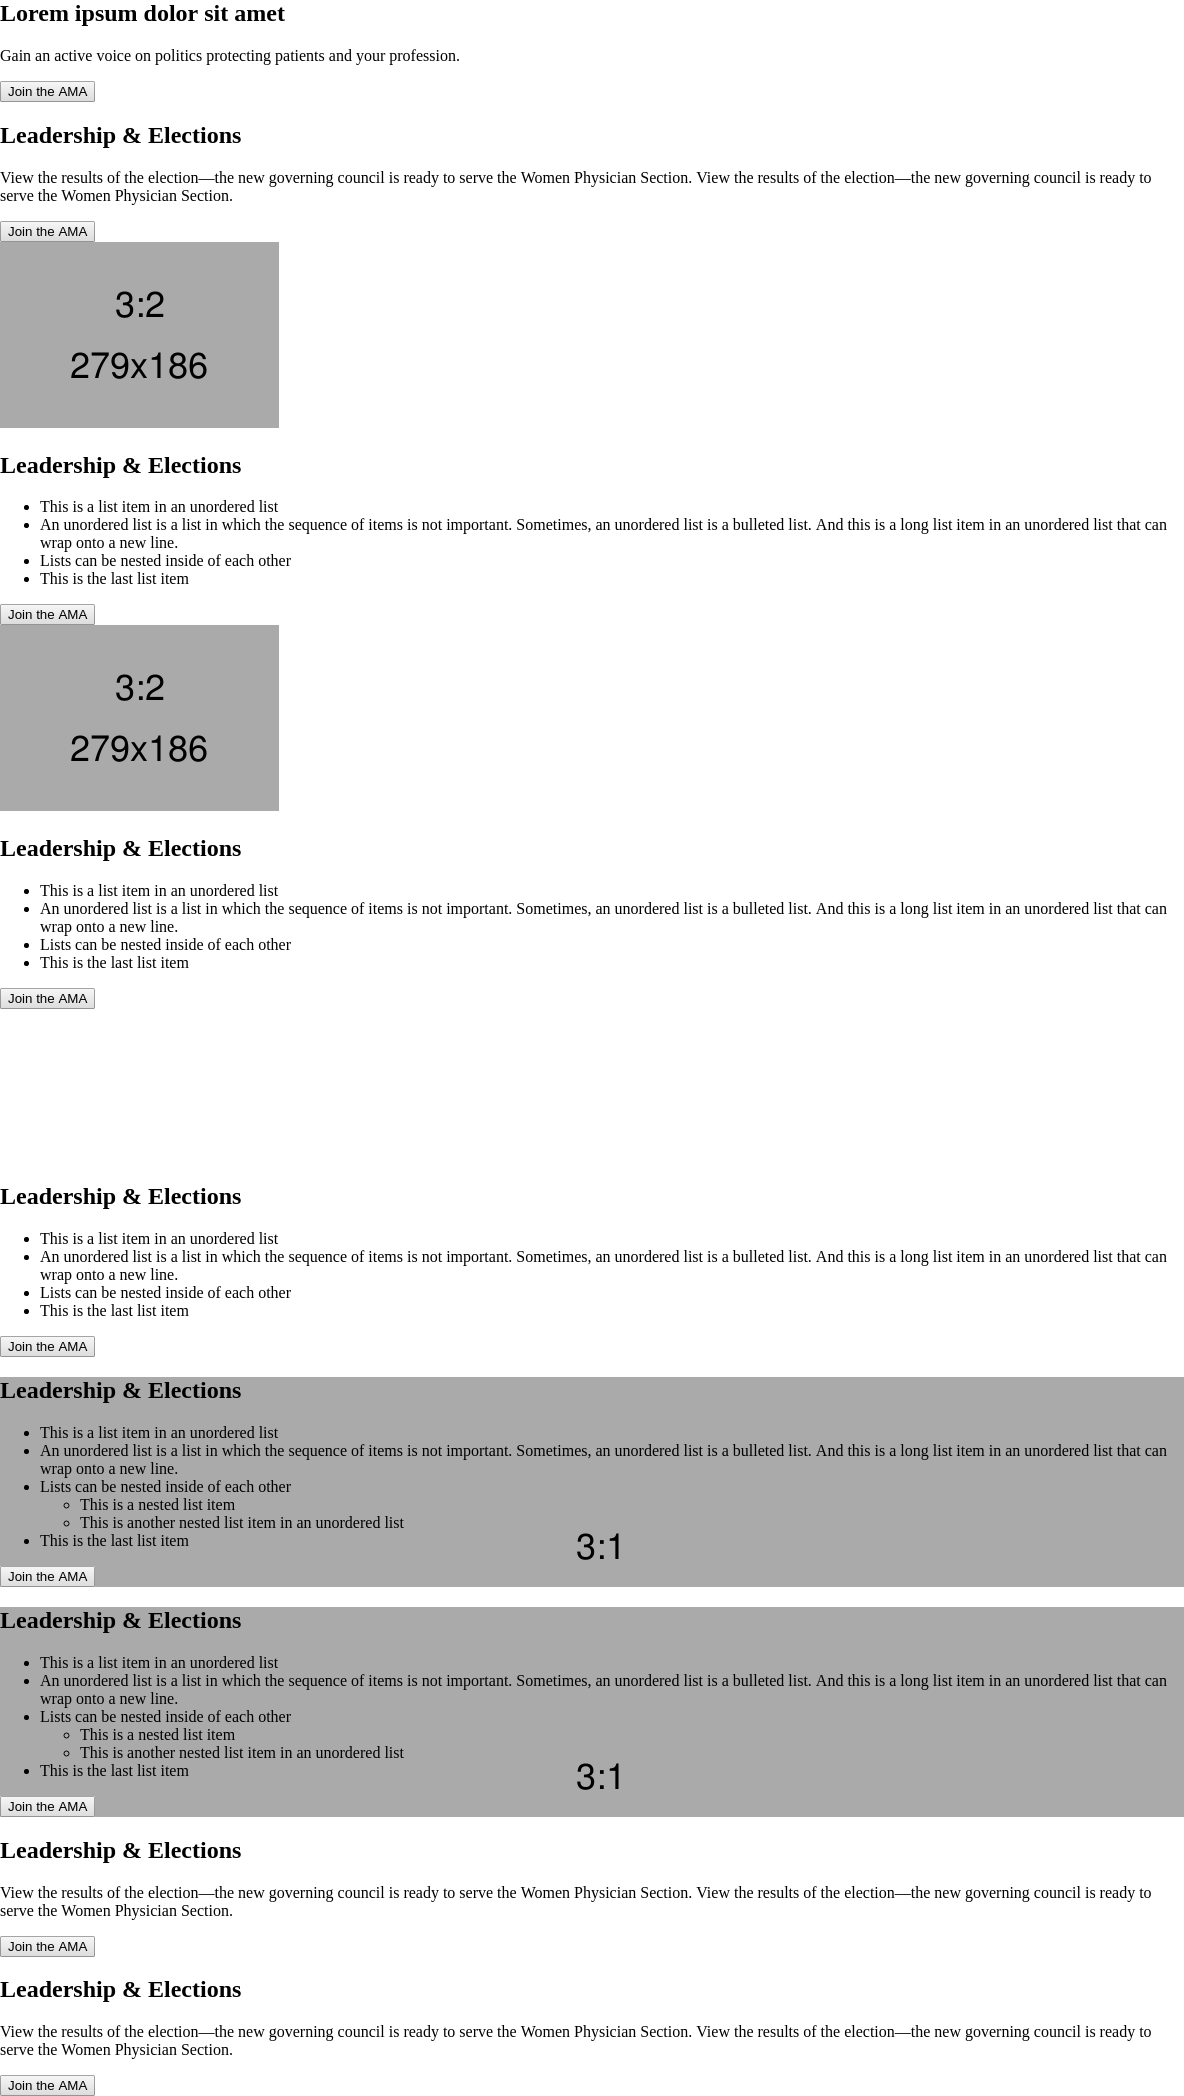 Lorem ipsum dolor sit amet
Gain an active voice on politics protecting patients and your profession.
Join the AMA
Leadership & Elections
View the results of the election—the new governing council is ready to serve the Women Physician Section. View the results of the election—the new governing council is ready to
serve the Women Physician Section.
Join the AMA
3:2
279x186
Leadership & Elections
This is a list item in an unordered list
An unordered list is a list in which the sequence of items is not important. Sometimes, an unordered list is a bulleted list. And this is a long list item in an unordered list that can
wrap onto a new line.
Lists can be nested inside of each other
This is the last list item
Join the AMA
3:2
279x186
Leadership & Elections
This is a list item in an unordered list
An unordered list is a list in which the sequence of items is not important. Sometimes, an unordered list is a bulleted list. And this is a long list item in an unordered list that can
wrap onto a new line.
Lists can be nested inside of each other
This is the last list item
Join the AMA
Leadership & Elections
This is a list item in an unordered list
An unordered list is a list in which the sequence of items is not important. Sometimes, an unordered list is a bulleted list. And this is a long list item in an unordered list that can
wrap onto a new line.
Lists can be nested inside of each other
This is the last list item
Join the AMA
Leadership & Elections
This is a list item in an unordered list
An unordered list is a list in which the sequence of items is not important. Sometimes, an unordered list is a bulleted list. And this is a long list item in an unordered list that can
wrap onto a new line.
Lists can be nested inside of each other
This is a nested list item
This is another nested list item in an unordered list
This is the last list item
3:1
Join the AMA
Leadership & Elections
This is a list item in an unordered list
An unordered list is a list in which the sequence of items is not important. Sometimes, an unordered list is a bulleted list. And this is a long list item in an unordered list that can
wrap onto a new line.
Lists can be nested inside of each other
This is a nested list item
This is another nested list item in an unordered list
This is the last list item
3:1
Join the AMA
Leadership & Elections
View the results of the election—the new governing council is ready to serve the Women Physician Section. View the results of the election—the new governing council is ready to
serve the Women Physician Section.
Join the AMA
Leadership & Elections
View the results of the election—the new governing council is ready to serve the Women Physician Section. View the results of the election—the new governing council is ready to
serve the Women Physician Section.
Join the AMA